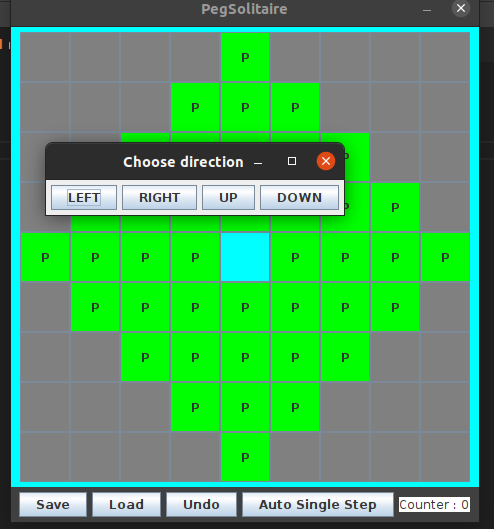 PegSolitaire
P
P P P
P
Choose direction
LEFT RIGHT UP DOWN
P P
P P P P P P P P
P P P P P P P
P P P P P
P P P
P
Save Load Undo Auto Single Step Counter : 0